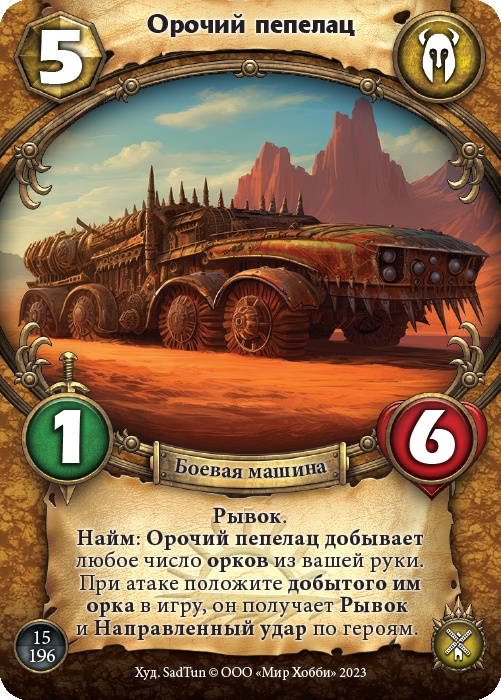 Орочий пепелац
5
1
6
Боевая машина
Рывок.
Найм: Орочий пепелац добывает
любое число орков из вашей руки.
При атаке положите добытого им
орка в игру, он получает Рывок
и Направленный удар по героям.
15
196
Худ. SadTun © ООО «Мир Хобби» 2023